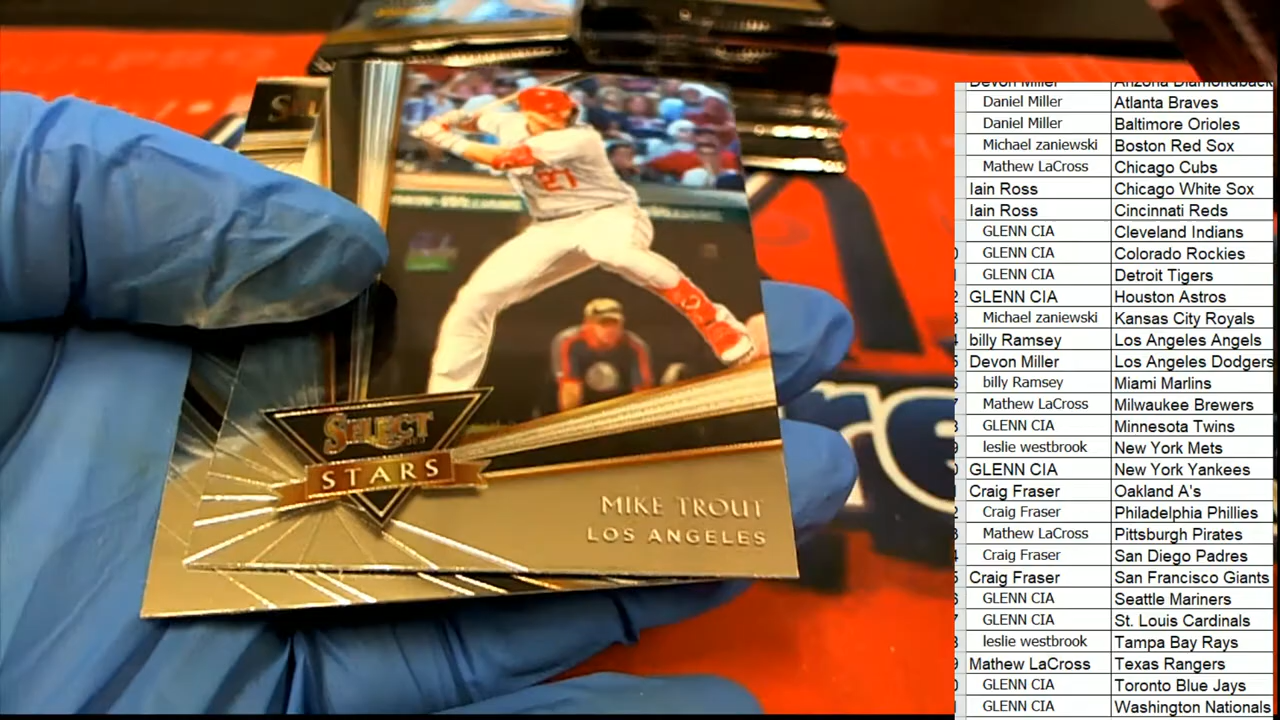 SELECT
STARS
MIKE TROUT
LOS ANGELES
27
Devon Miller Arizona Diamondback
Daniel Miller Atlanta Braves
Daniel Miller Baltimore Orioles
Michael zaniewski Boston Red Sox
Mathew LaCross Chicago Cubs
Iain Ross Chicago White Sox
Iain Ross Cincinnati Reds
GLENN CIA Cleveland Indians
GLENN CIA Colorado Rockies
GLENN CIA Detroit Tigers
GLENN CIA Houston Astros
Michael zaniewski Kansas City Royals
billy Ramsey Los Angeles Angels
Devon Miller Los Angeles Dodgers
billy Ramsey Miami Marlins
Mathew LaCross Milwaukee Brewers
GLENN CIA Minnesota Twins
leslie westbrook New York Mets
GLENN CIA New York Yankees
Craig Fraser Oakland A's
Craig Fraser Philadelphia Phillies
Mathew LaCross Pittsburgh Pirates
Craig Fraser San Diego Padres
Craig Fraser San Francisco Giants
GLENN CIA Seattle Mariners
GLENN CIA St. Louis Cardinals
leslie westbrook Tampa Bay Rays
Mathew LaCross Texas Rangers
GLENN CIA Toronto Blue Jays
GLENN CIA Washington Nationals